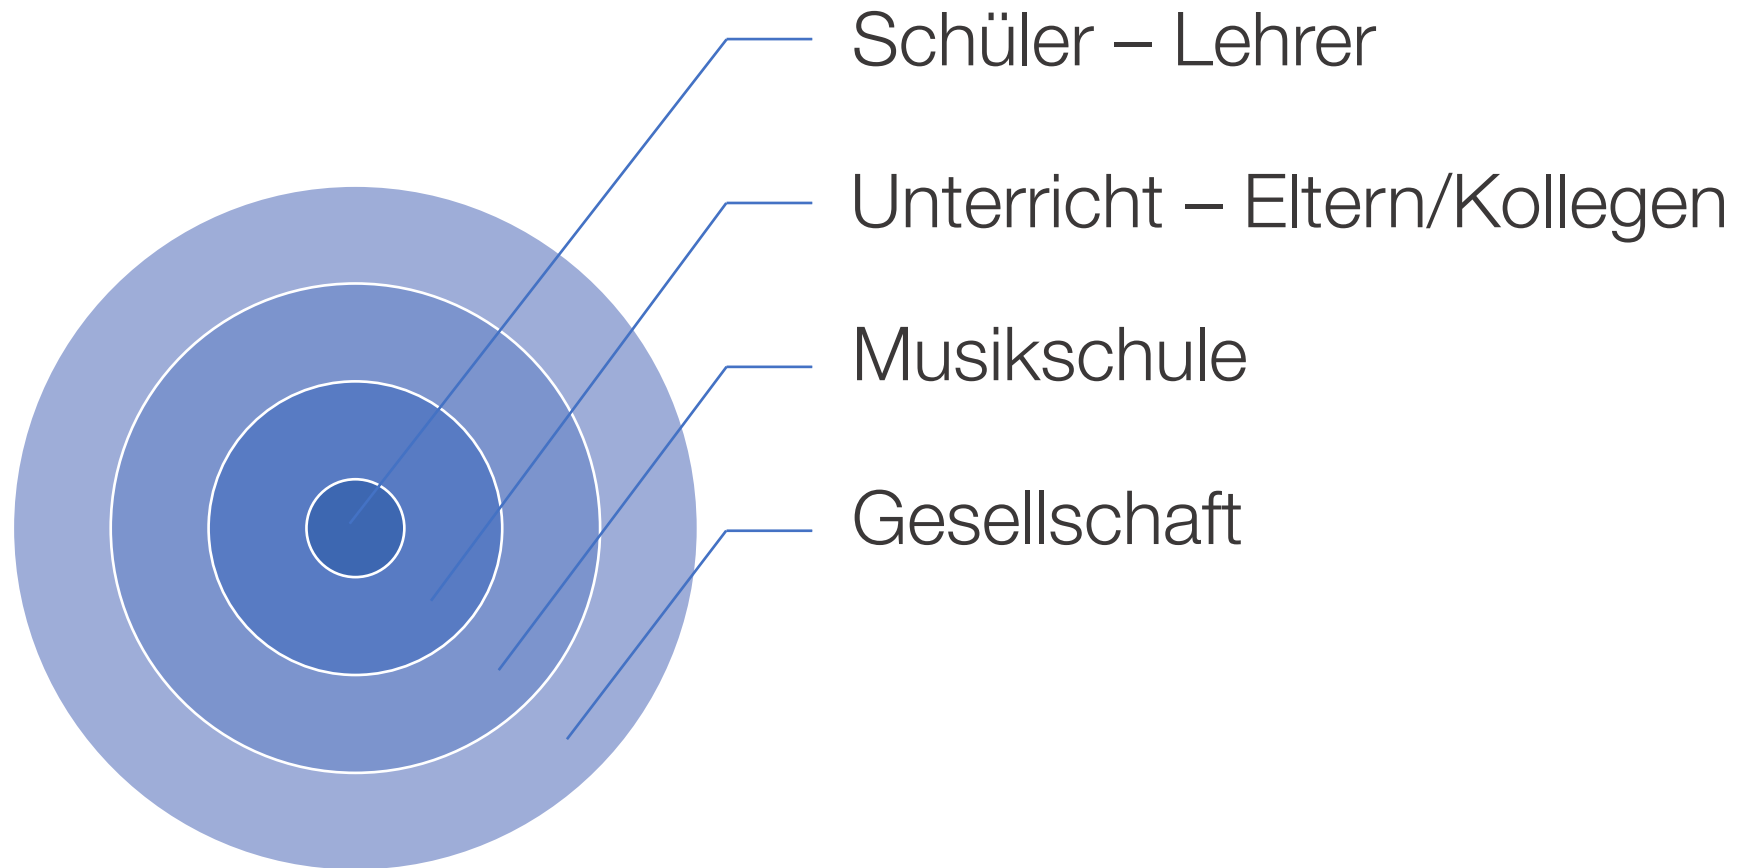 Schüler – Lehrer
Unterricht – Eltern/Kollegen
Musikschule
Gesellschaft